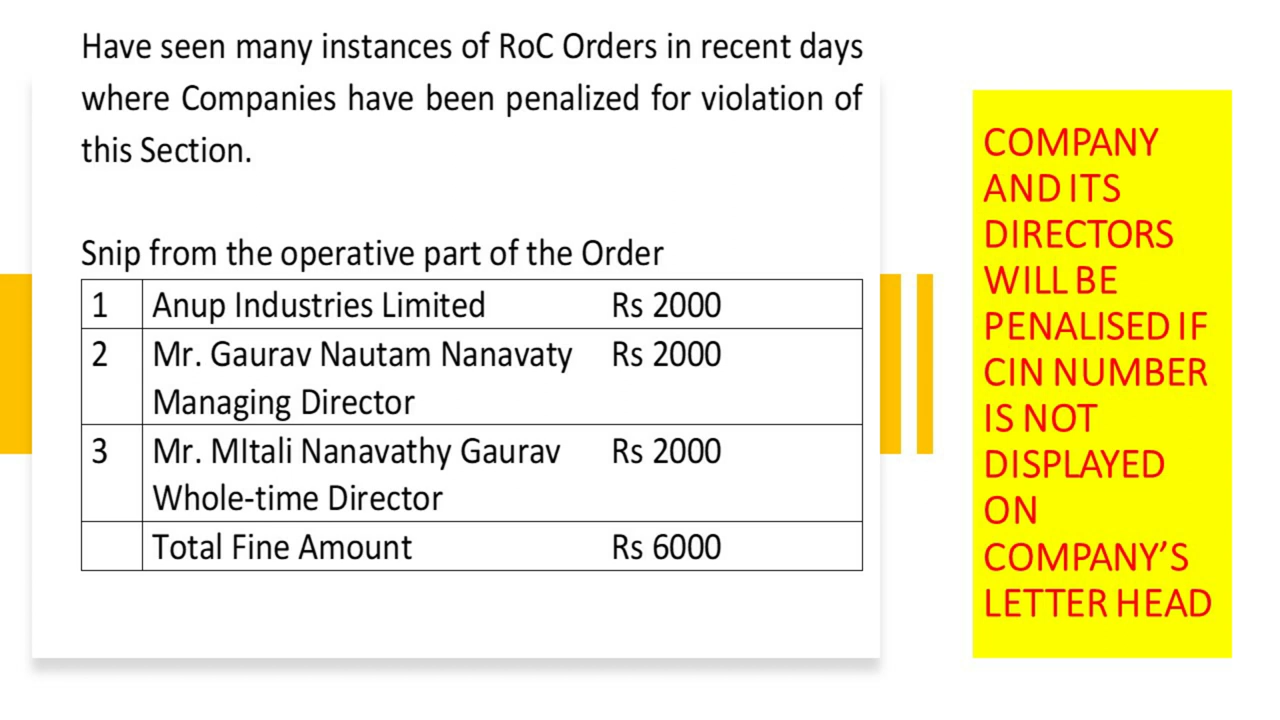 Have seen many instances of RoC Orders in recent days
where Companies have been penalized for violation of
this Section.
Snip from the operative part of the Order
1 Anup Industries Limited Rs 2000
2 Mr. Gaurav Nautam Nanavaty Rs 2000
Managing Director
3 Mr. MItali Nanavathy Gaurav Rs 2000
Whole-time Director
Total Fine Amount Rs 6000
COMPANY
AND ITS
DIRECTORS
WILL BE
PENALISED IF
CIN NUMBER
IS NOT
DISPLAYED
ON
COMPANY'S
LETTER HEAD